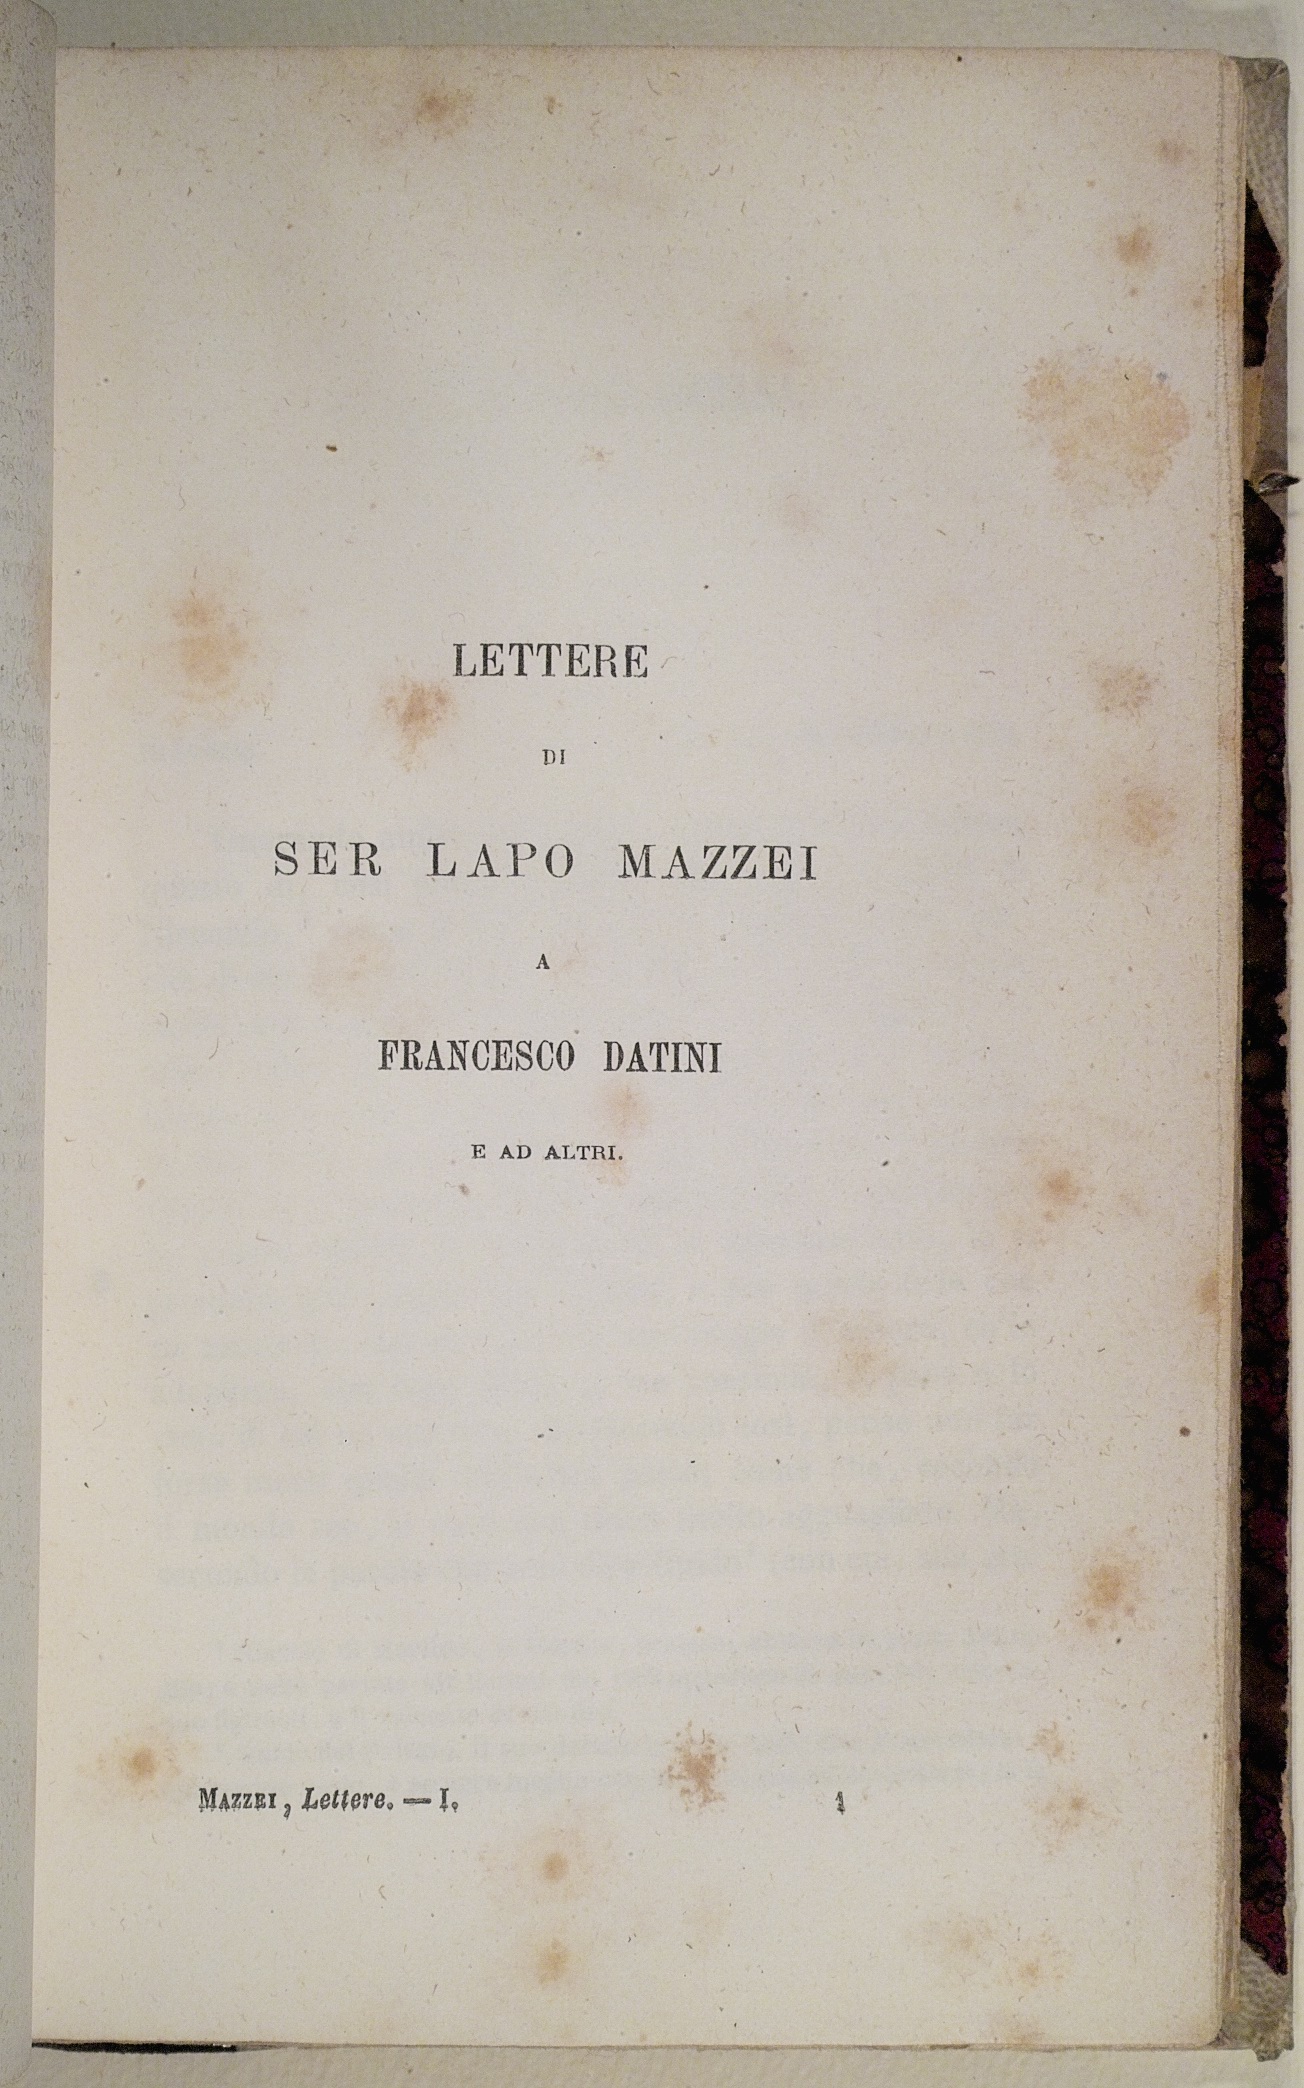 LETTERE
DI
SER LAPO MAZZEI
A
FRANCESCO DATINI
E AD ALTRI.
MAZZEI, Lettere. — I. 1